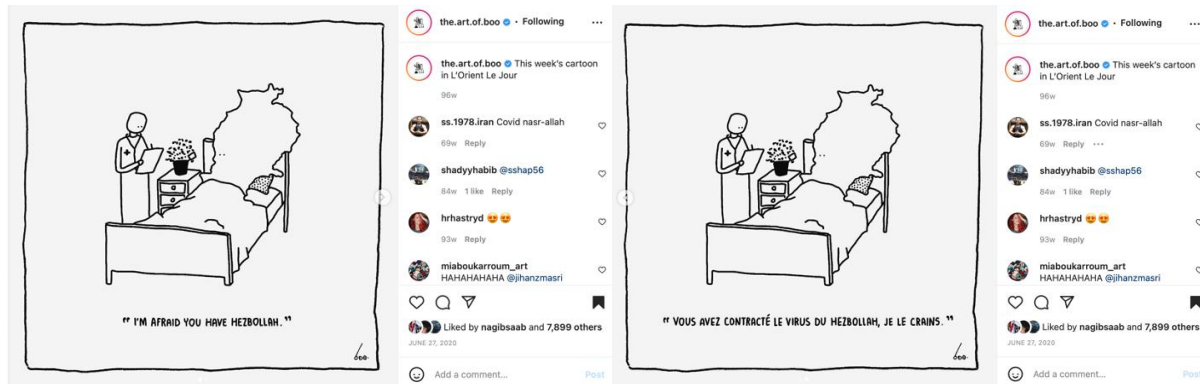 the.art.of.boo • Following ...
the.art.of.boo This week's cartoon
in L'Orient Le Jour
96w
ss.1978.iran Covid nasr-allah
69w Reply
shadyyhabib @sshap56
84w 1 like Reply
hrhastryd 😍😍
93w Reply
miaboukarroum_art
HAHAHAHAHA @jihanzmasri
Liked by nagibsaab and 7,899 others
JUNE 27, 2020
Add a comment... Post
"I'M AFRAID YOU HAVE HEZBOLLAH."
boo
the.art.of.boo • Following ...
the.art.of.boo This week's cartoon
in L'Orient Le Jour
96w
ss.1978.iran Covid nasr-allah
69w Reply ...
shadyyhabib @sshap56
84w 1 like Reply
hrhastryd 😍😍
93w Reply
miaboukarroum_art
HAHAHAHAHA @jihanzmasri
Liked by nagibsaab and 7,899 others
JUNE 27, 2020
Add a comment... Post
"VOUS AVEZ CONTRACTÉ LE VIRUS DU HEZBOLLAH, JE LE CRAINS."
boo